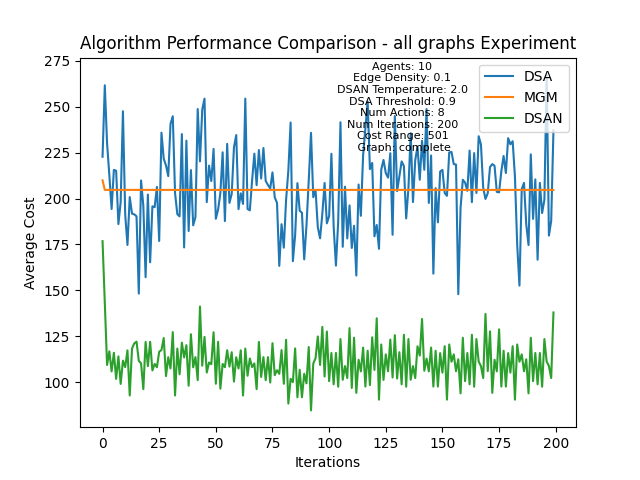 Algorithm Performance Comparison - all graphs Experiment
Agents: 10
Edge Density: 0.1
DSAN Temperature: 2.0
DSA Threshold: 0.9
Num Actions: 8
Num Iterations: 200
Cost Range: 501
Graph: complete
DSA
MGM
DSAN
275
250
225
200
175
150
125
100
Average Cost
0
25
50
75
100
125
150
175
200
Iterations